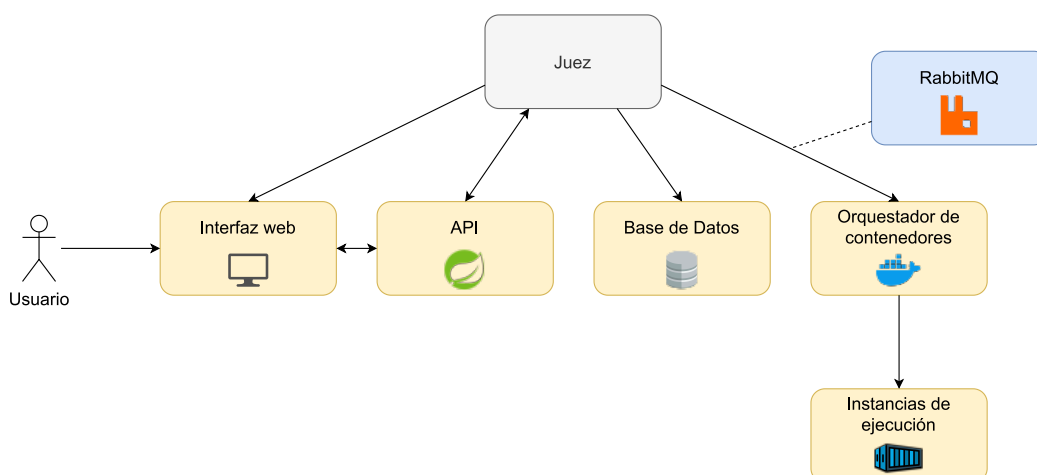 Juez
RabbitMQ
Interfaz web
API
Base de Datos
Orquestador de
contenedores
Usuario
Instancias de
ejecución